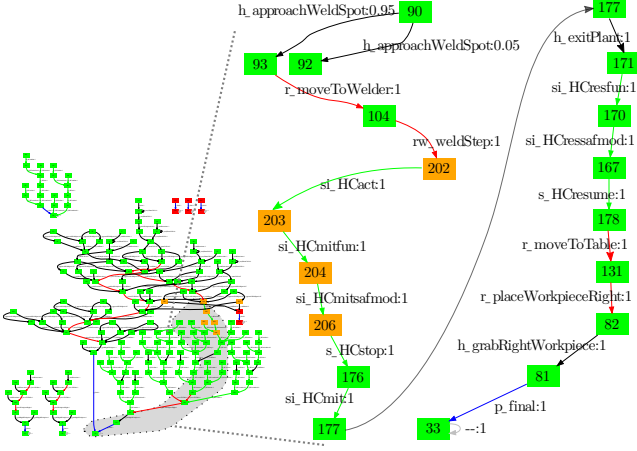 90
h_approachWeldSpot:0.95
h_approachWeldSpot:0.05
93
92
r_moveToWelder:1
104
rw_weldStep:1
202
si_HCact:1
203
si_HCmitfun:1
204
si_HCmitsafmod:1
206
s_HCstop:1
176
si_HCmit:1
177
177
h_exitPlant:1
171
si_HCresfun:1
170
si_HCressafmod:1
167
s_HCresume:1
178
r_moveToTable:1
131
r_placeWorkpieceRight:1
82
h_grabRightWorkpiece:1
81
p_final:1
33
--:1